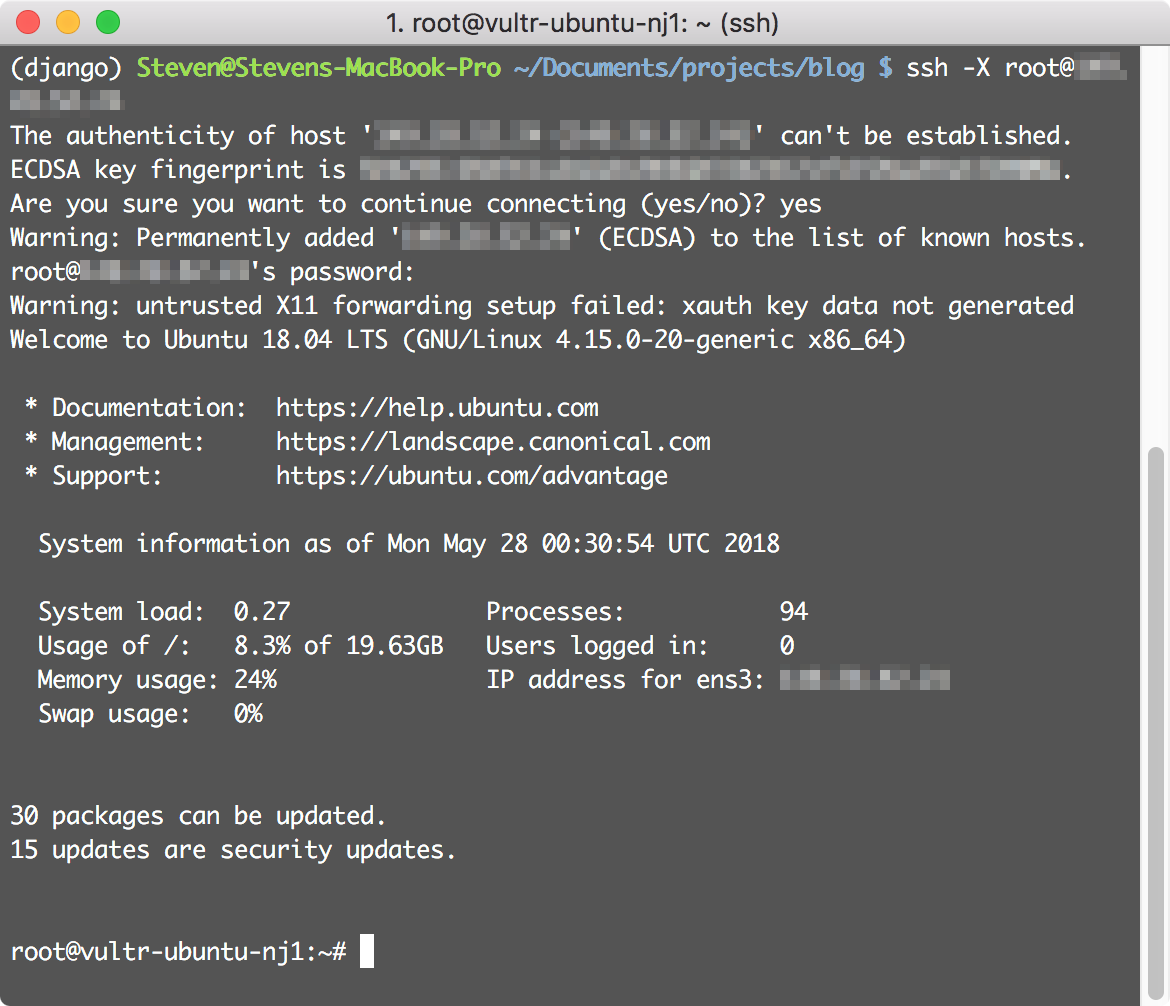 1. root@vultr-ubuntu-nj1: ~ (ssh)
(django) Steven@Stevens-MacBook-Pro ~/Documents/projects/blog $ ssh -X root@
The authenticity of host '                ' can't be established.
ECDSA key fingerprint is                 .
Are you sure you want to continue connecting (yes/no)? yes
Warning: Permanently added '            ' (ECDSA) to the list of known hosts.
root@            's password:
Warning: untrusted X11 forwarding setup failed: xauth key data not generated
Welcome to Ubuntu 18.04 LTS (GNU/Linux 4.15.0-20-generic x86_64)
* Documentation:  https://help.ubuntu.com
* Management:     https://landscape.canonical.com
* Support:        https://ubuntu.com/advantage
System information as of Mon May 28 00:30:54 UTC 2018
System load:  0.27              Processes:           94
Usage of /:   8.3% of 19.63GB   Users logged in:     0
Memory usage: 24%               IP address for ens3:
Swap usage:   0%
30 packages can be updated.
15 updates are security updates.
root@vultr-ubuntu-nj1:~#